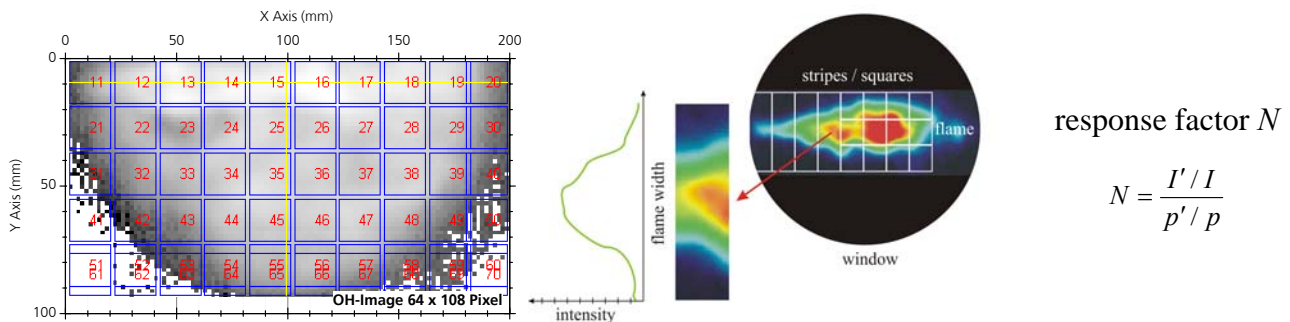 X Axis (mm)
0 50 100 150 200
Y Axis (mm)
0
50
100
11 12 13 14 15 16 17 18 19 20
21 22 23 24 25 26 27 28 29 30
31 32 33 34 35 36 37 38 39 40
41 42 43 44 45 46 47 48 49 50
51 52 54 55 56 57 58 59 60
61 62 64 65 66 67 70
OH-Image 64 x 108 Pixel
intensity
flame width
stripes / squares
flame
window
response factor N
N = I′ / I
p′ / p